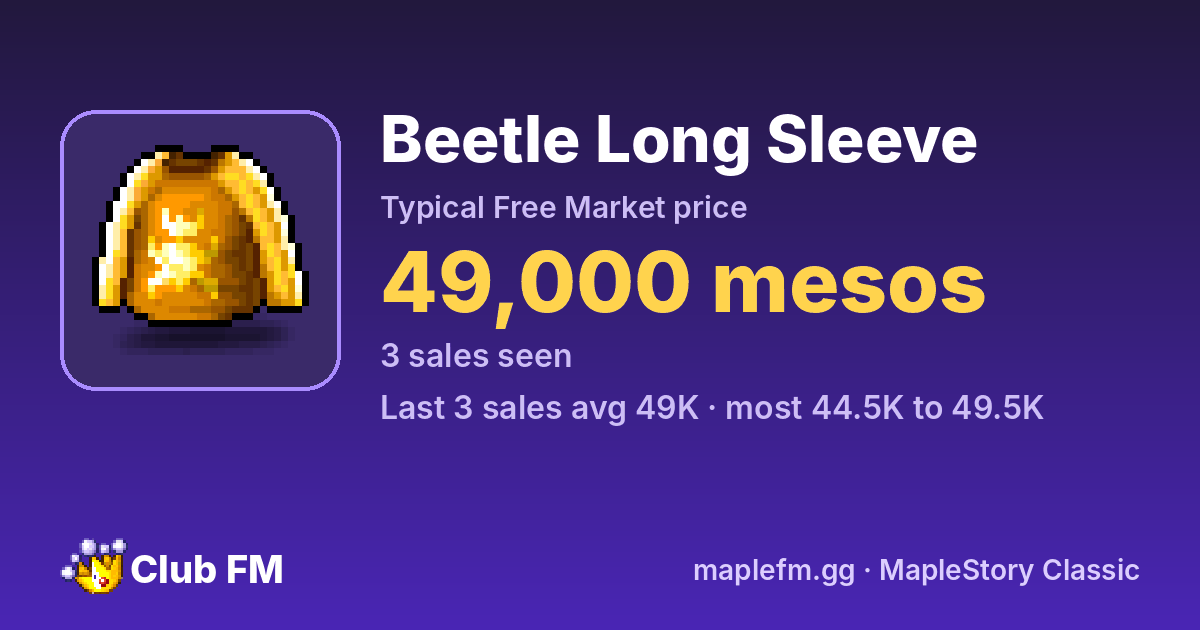 Beetle Long Sleeve
Typical Free Market price
49,000 mesos
3 sales seen
Last 3 sales avg 49K · most 44.5K to 49.5K
Club FM
maplefm.gg · MapleStory Classic